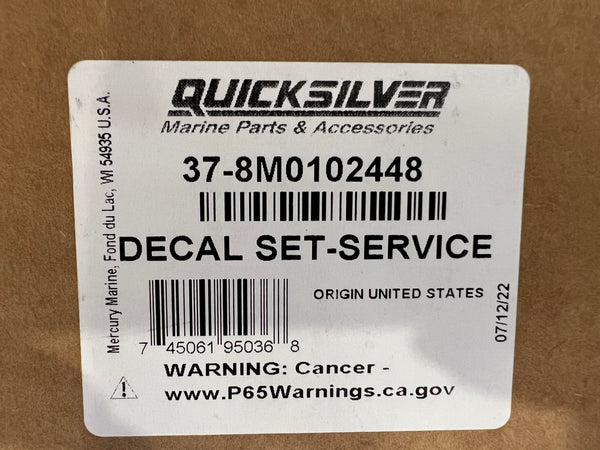 QUICKSILVER
Marine Parts & Accessories
37-8M0102448
DECAL SET-SERVICE
ORIGIN UNITED STATES
7 45061 95036 8
WARNING: Cancer -
www.P65Warnings.ca.gov
Mercury Marine, Fond du Lac, WI 54935 U.S.A.
07/12/22